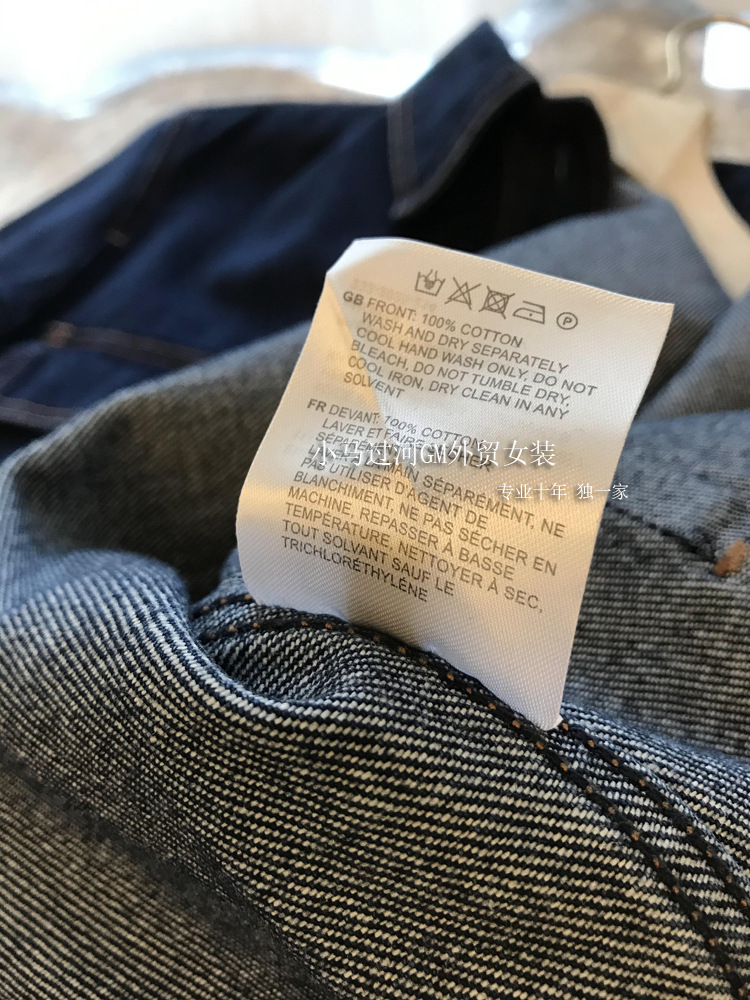 GB FRONT: 100% COTTON
WASH AND DRY SEPARATELY
COOL HAND WASH ONLY, DO NOT
BLEACH, DO NOT TUMBLE DRY,
COOL IRON, DRY CLEAN IN ANY
SOLVENT
FR DEVANT: 100% COTTON
LAVER ET FAIRE
小马过河GM外贸女装
SÉPARÉMENT, NE
专业十年 独一家
PAS UTILISER D'AGENT DE
BLANCHIMENT, NE PAS SÉCHER EN
MACHINE, REPASSER À BASSE
TEMPÉRATURE, NETTOYER À SEC,
TOUT SOLVANT SAUF LE
TRICHLORÉTHYLÈNE